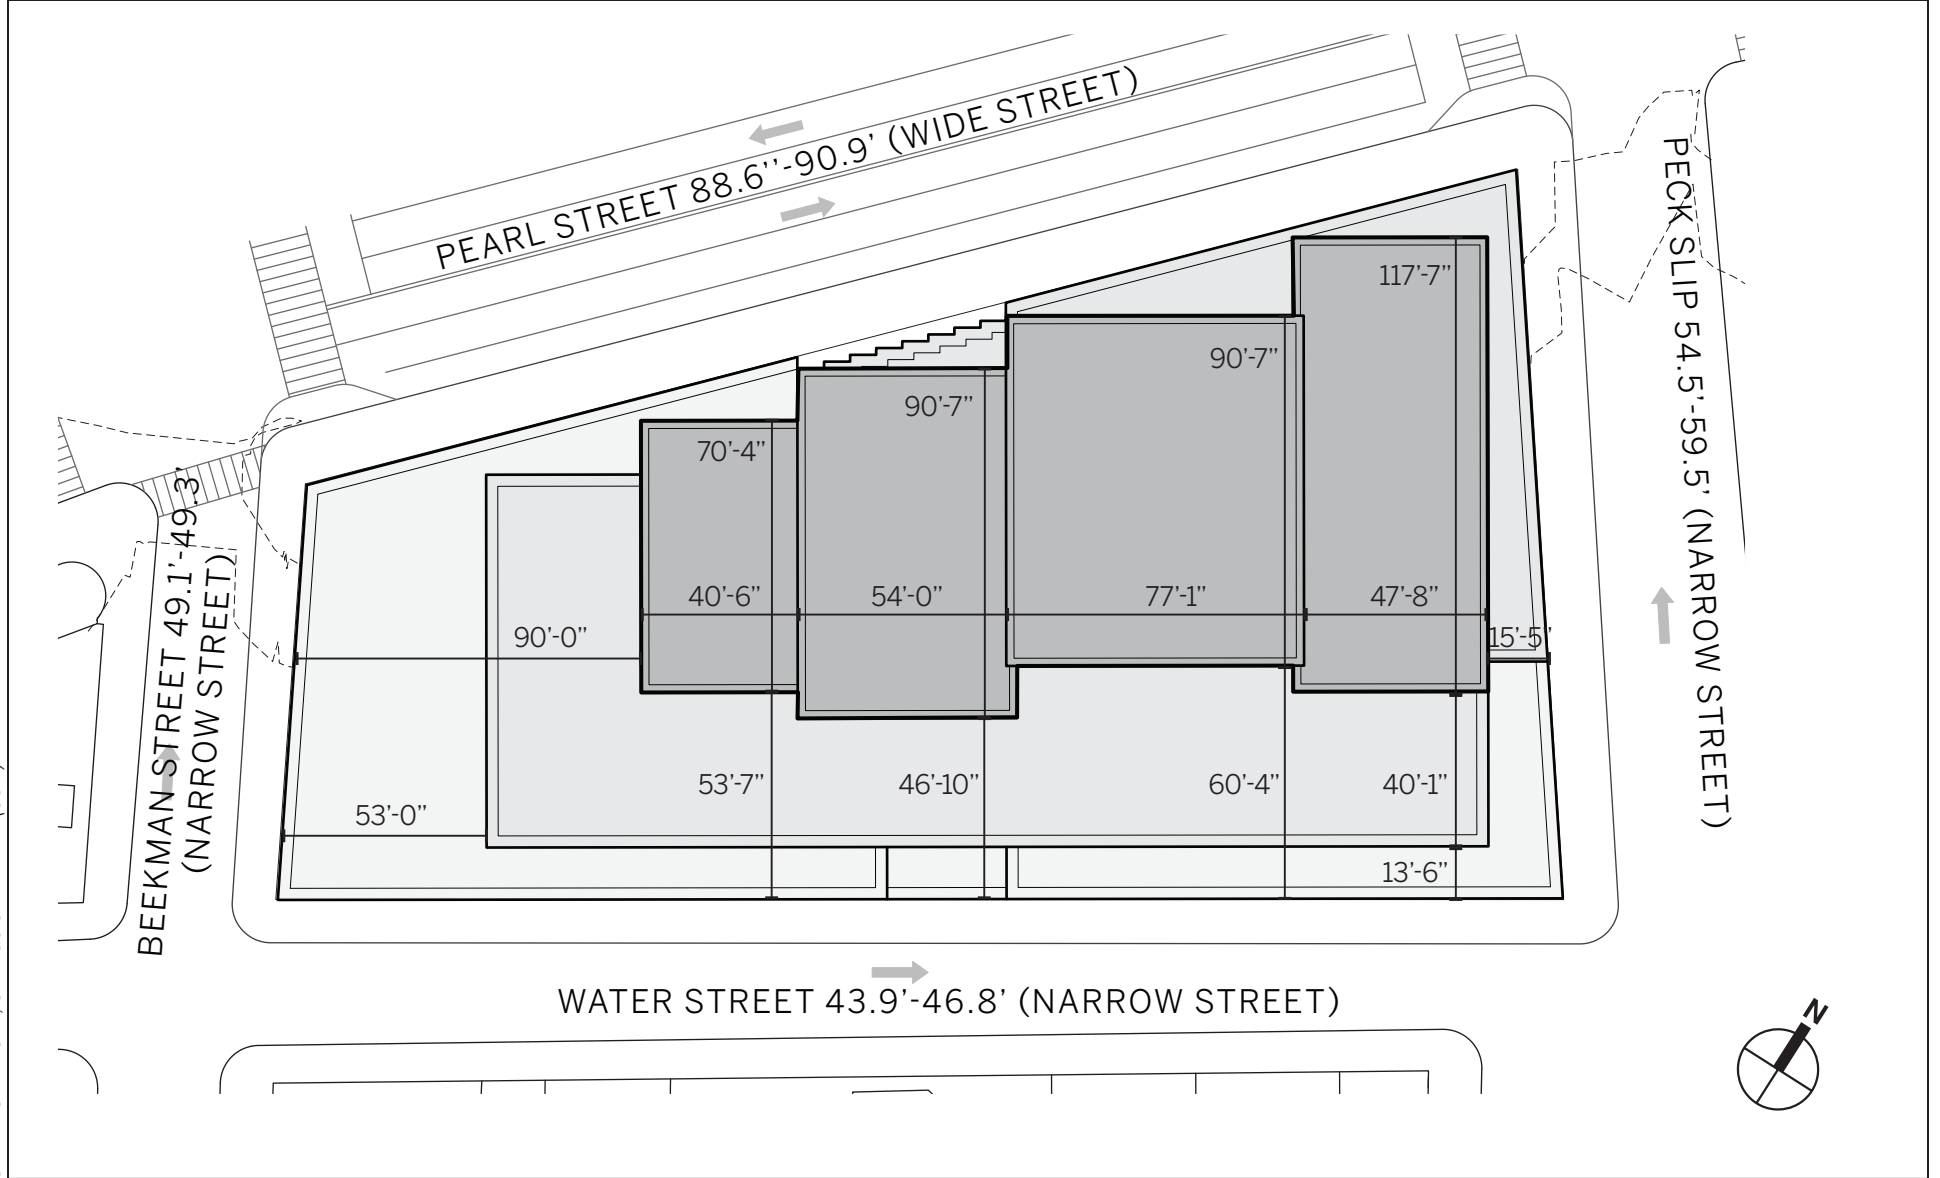 PEARL STREET 88.6’’-90.9’ (WIDE STREET)
PECK SLIP 54.5’-59.5’ (NARROW STREET)
117’-7”
90’-7”
90’-7”
70’-4”
40’-6”
54’-0”
77’-1”
47’-8”
90’-0”
15’-5”
53’-7”
46’-10”
60’-4”
40’-1”
53’-0”
13’-6”
BEEKMAN STREET 49.1’-49.3’
(NARROW STREET)
WATER STREET 43.9’-46.8’ (NARROW STREET)
N